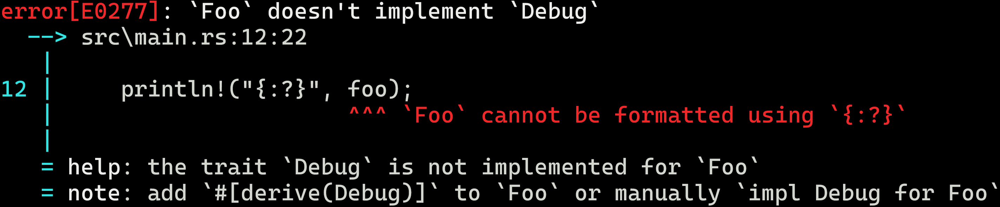 error[E0277]: `Foo` doesn't implement `Debug`
  --> src\main.rs:12:22
   |
12 |     println!("{:?}", foo);
   |                      ^^^ `Foo` cannot be formatted using `{:?}`
   |
   = help: the trait `Debug` is not implemented for `Foo`
   = note: add `#[derive(Debug)]` to `Foo` or manually `impl Debug for Foo`